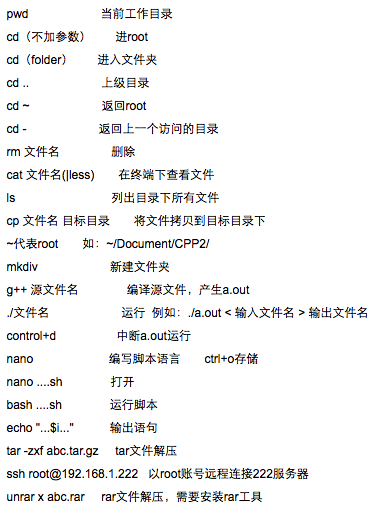 pwd 当前工作目录
cd（不加参数） 进root
cd（folder） 进入文件夹
cd .. 上级目录
cd ~ 返回root
cd - 返回上一个访问的目录
rm 文件名 删除
cat 文件名(|less) 在终端下查看文件
ls 列出目录下所有文件
cp 文件名 目标目录 将文件拷贝到目标目录下
~代表root 如：~/Document/CPP2/
mkdiv 新建文件夹
g++ 源文件名 编译源文件，产生a.out
./文件名 运行 例如：./a.out < 输入文件名 > 输出文件名
control+d 中断a.out运行
nano 编写脚本语言 ctrl+o存储
nano ....sh 打开
bash ....sh 运行脚本
echo "...$i..." 输出语句
tar -zxf abc.tar.gz tar文件解压
ssh root@192.168.1.222 以root账号远程连接222服务器
unrar x abc.rar rar文件解压，需要安装rar工具